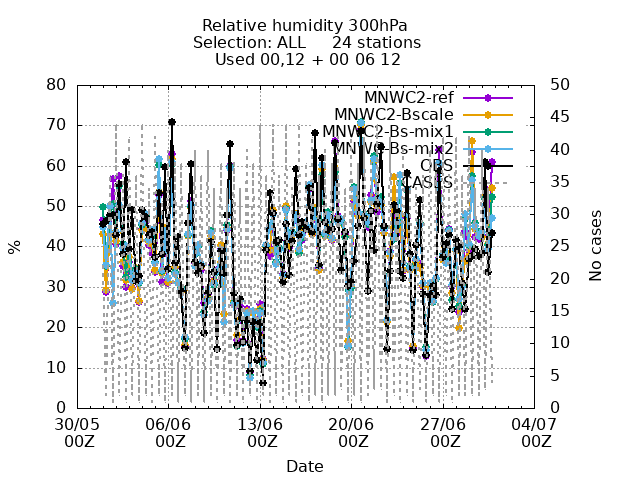 Relative humidity 300hPa
Selection: ALL 24 stations
Used 00,12 + 00 06 12
80 50
70 45
60 40
50 35
40 30
30 25
20 20
10 15
0 10
5
0
MNWC2-ref
MNWC2-Bscale
MNWC2-Bs-mix1
MNWC2-Bs-mix2
OBS
CASES
%
No cases
30/05 06/06 13/06 20/06 27/06 04/07
00Z 00Z 00Z 00Z 00Z 00Z
Date